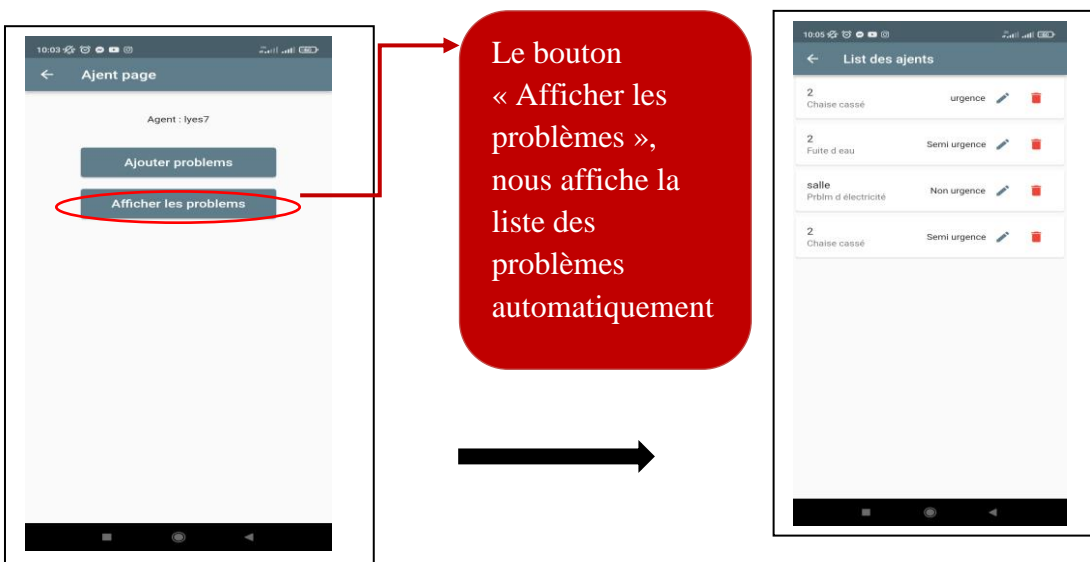 10:03
Ajent page
Agent : lyes7
Ajouter problems
Afficher les problems
Le bouton
« Afficher les
problèmes »,
nous affiche la
liste des
problèmes
automatiquement
10:05
List des ajents
2
Chaise cassé
urgence
2
Fuite d eau
Semi urgence
salle
Prblm d électricité
Non urgence
2
Chaise cassé
Semi urgence